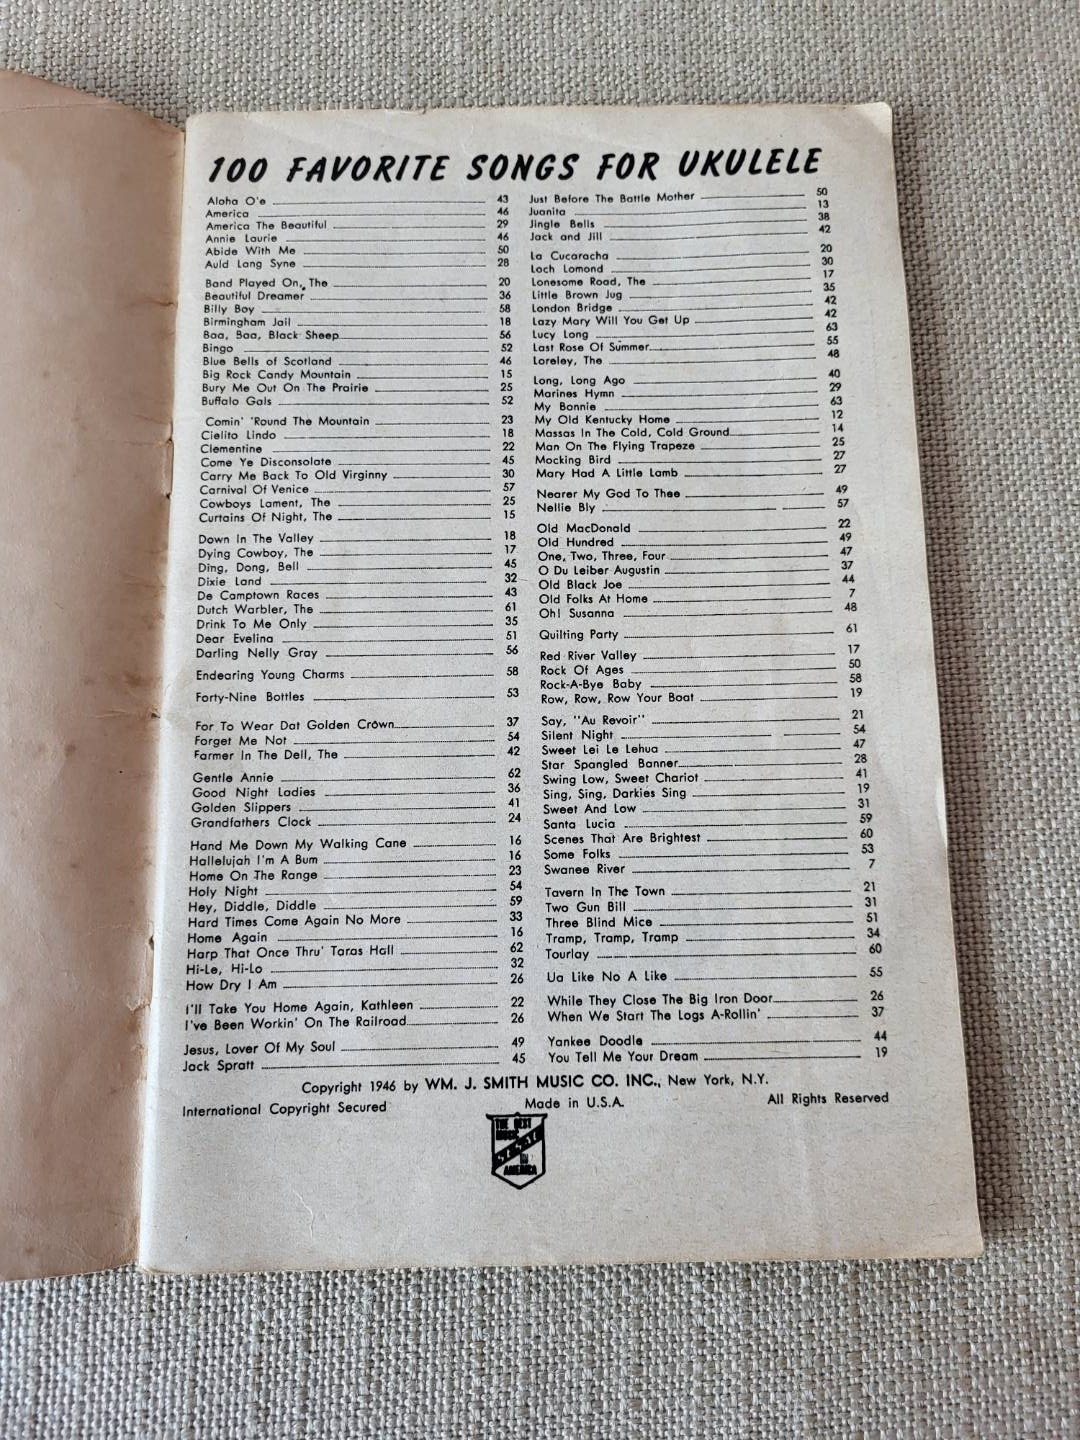 100 FAVORITE SONGS FOR UKULELE
Aloha O'e 43
America 46
America The Beautiful 29
Annie Laurie 46
Abide With Me 50
Auld Lang Syne 28
Band Played On, The 20
Beautiful Dreamer 36
Billy Boy 58
Birmingham Jail 18
Baa, Baa, Black Sheep 56
Bingo 52
Blue Bells of Scotland 46
Big Rock Candy Mountain 15
Bury Me Out On The Prairie 25
Buffalo Gals 52
Comin' 'Round The Mountain 23
Cielito Lindo 18
Clementine 22
Come Ye Disconsolate 45
Carry Me Back To Old Virginny 30
Carnival Of Venice 57
Cowboys Lament, The 25
Curtains Of Night, The 15
Down In The Valley 18
Dying Cowboy, The 17
Ding, Dong, Bell 45
Dixie Land 32
De Camptown Races 43
Dutch Warbler, The 61
Drink To Me Only 35
Dear Evelina 51
Darling Nelly Gray 56
Endearing Young Charms 58
Forty-Nine Bottles 53
For To Wear Dat Golden Crown 37
Forget Me Not 54
Farmer In The Dell, The 42
Gentle Annie 62
Good Night Ladies 36
Golden Slippers 41
Grandfathers Clock 24
Hand Me Down My Walking Cane 16
Hallelujah I'm A Bum 16
Home On The Range 23
Holy Night 54
Hey, Diddle, Diddle 59
Hard Times Come Again No More 33
Home Again 16
Harp That Once Thru' Taras Hall 62
Hi-Le, Hi-Lo 32
How Dry I Am 26
I'll Take You Home Again, Kathleen 22
I've Been Workin' On The Railroad 26
Jesus, Lover Of My Soul 49
Jack Spratt 45
Just Before The Battle Mother 50
Juanita 13
Jingle Bells 38
Jack and Jill 42
La Cucaracha 20
Loch Lomond 30
Lonesome Road, The 17
Little Brown Jug 35
London Bridge 42
Lazy Mary Will You Get Up 42
Lucy Long 63
Last Rose Of Summer 55
Loreley, The 48
Long, Long Ago 40
Marines Hymn 29
My Bonnie 63
My Old Kentucky Home 12
Massas In The Cold, Cold Ground 14
Man On The Flying Trapeze 25
Mocking Bird 27
Mary Had A Little Lamb 27
Nearer My God To Thee 49
Nellie Bly 57
Old MacDonald 22
Old Hundred 49
One, Two, Three, Four 47
O Du Leiber Augustin 37
Old Black Joe 44
Old Folks At Home 7
Oh! Susanna 48
Quilting Party 61
Red River Valley 17
Rock Of Ages 50
Rock-A-Bye Baby 58
Row, Row, Row Your Boat 19
Say, "Au Revoir" 21
Silent Night 54
Sweet Lei Le Lehua 47
Star Spangled Banner 28
Swing Low, Sweet Chariot 41
Sing, Sing, Darkies Sing 19
Sweet And Low 31
Santa Lucia 59
Scenes That Are Brightest 60
Some Folks 53
Swanee River 7
Tavern In The Town 21
Two Gun Bill 31
Three Blind Mice 51
Tramp, Tramp, Tramp 34
Tourlay 60
Ua Like No A Like 55
While They Close The Big Iron Door 26
When We Start The Logs A-Rollin' 37
Yankee Doodle 44
You Tell Me Your Dream 19
Copyright 1946 by WM. J. SMITH MUSIC CO. INC., New York, N.Y.
International Copyright Secured Made in U.S.A. All Rights Reserved
THE BEST
MUSIC
IN
AMERICA